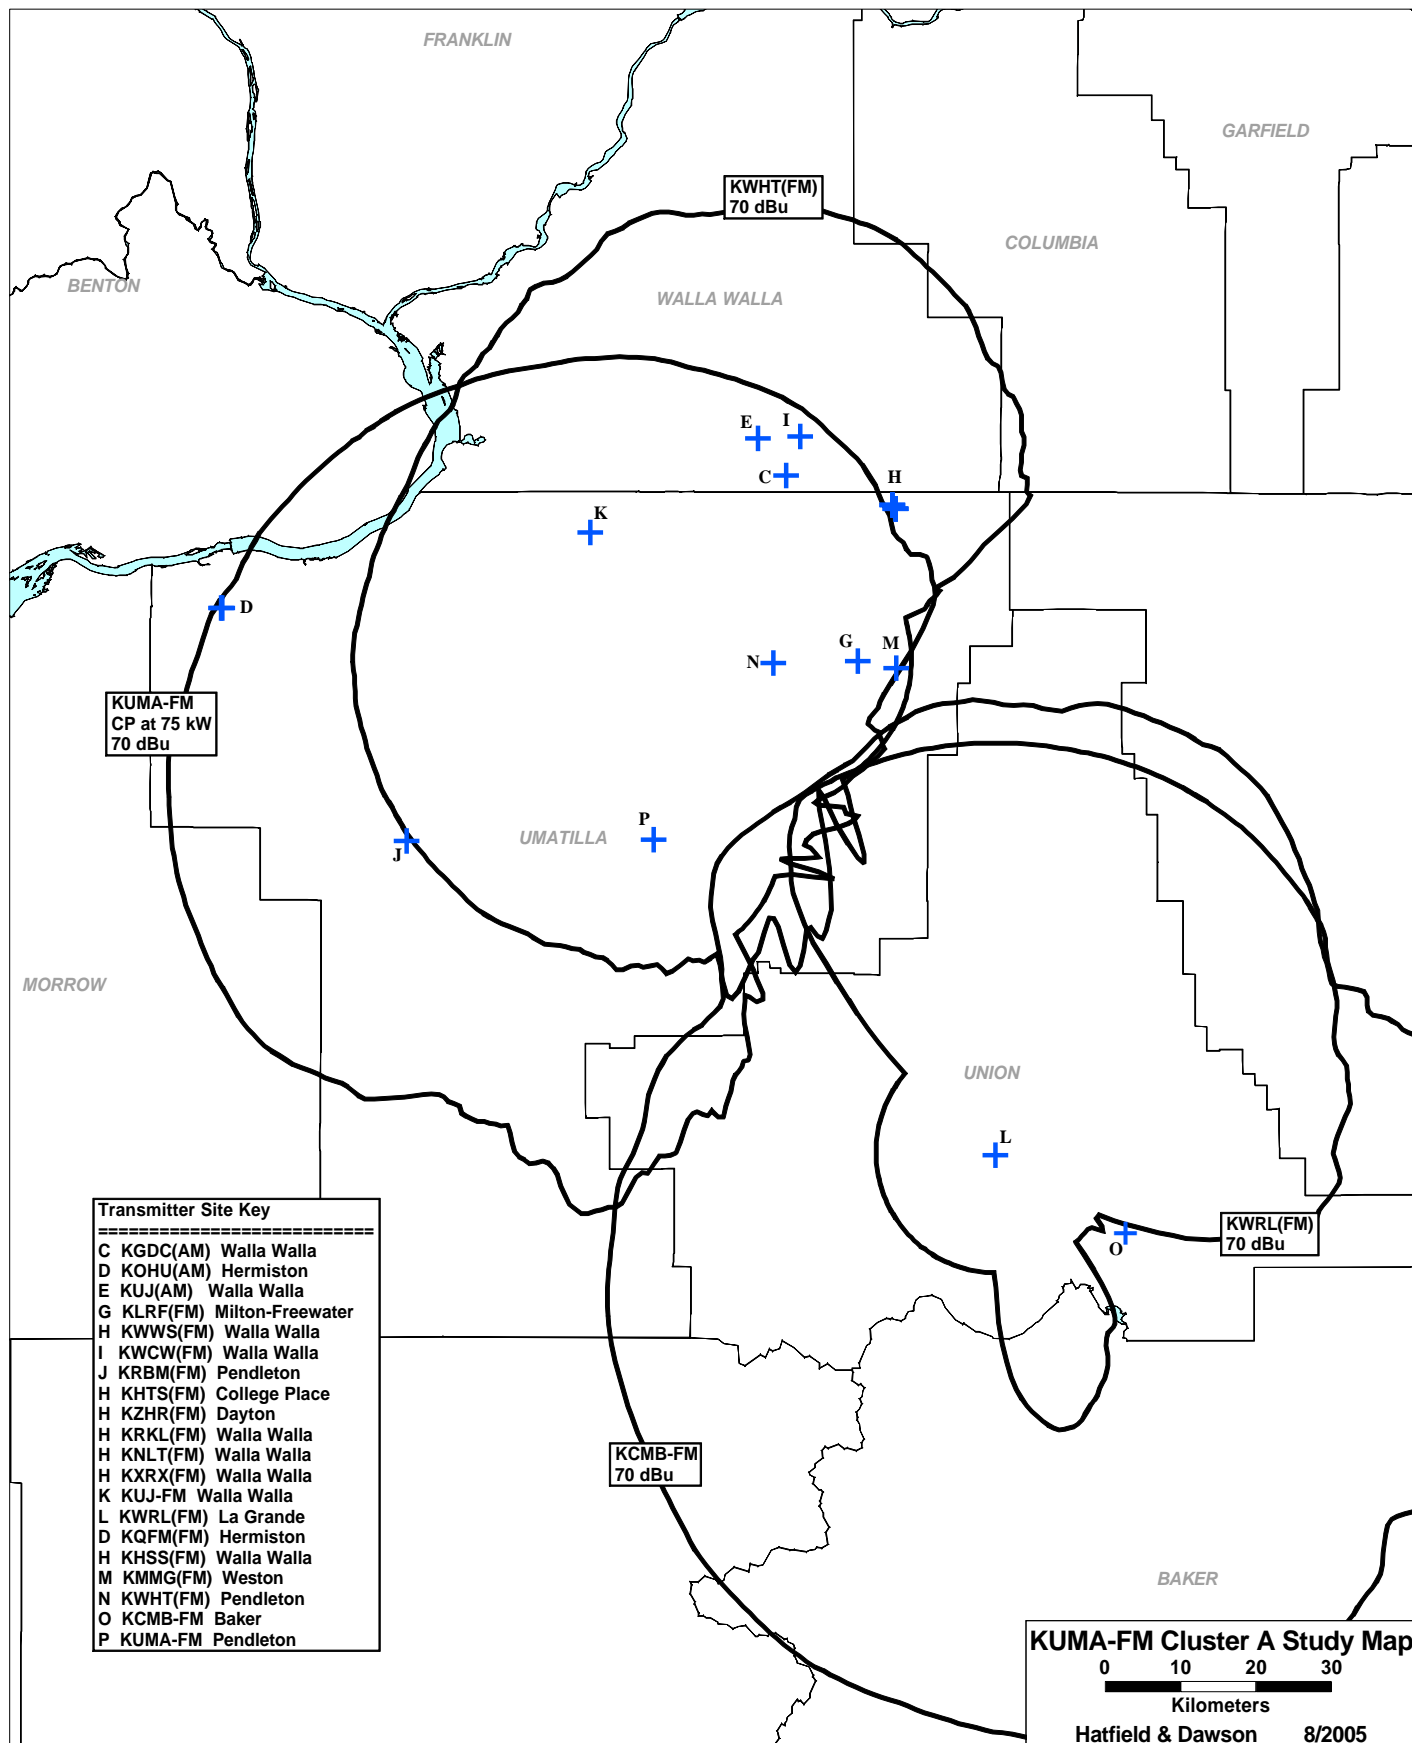 FRANKLIN
GARFIELD
KWHT(FM)
70 dBu
COLUMBIA
BENTON
WALLA WALLA
E
I
C
H
K
D
G
M
N
KUMA-FM
CP at 75 kW
70 dBu
P
UMATILLA
J
MORROW
UNION
L
Transmitter Site Key
===========================
C KGDC(AM) Walla Walla
D KOHU(AM) Hermiston
E KUJ(AM) Walla Walla
G KLRF(FM) Milton-Freewater
H KWWS(FM) Walla Walla
I KWCW(FM) Walla Walla
J KRBM(FM) Pendleton
H KHTS(FM) College Place
H KZHR(FM) Dayton
H KRKL(FM) Walla Walla
H KNLT(FM) Walla Walla
H KXRX(FM) Walla Walla
K KUJ-FM Walla Walla
L KWRL(FM) La Grande
D KQFM(FM) Hermiston
H KHSS(FM) Walla Walla
M KMMG(FM) Weston
N KWHT(FM) Pendleton
O KCMB-FM Baker
P KUMA-FM Pendleton
KWRL(FM)
70 dBu
O
KCMB-FM
70 dBu
BAKER
KUMA-FM Cluster A Study Map
0 10 20 30
Kilometers
Hatfield & Dawson 8/2005